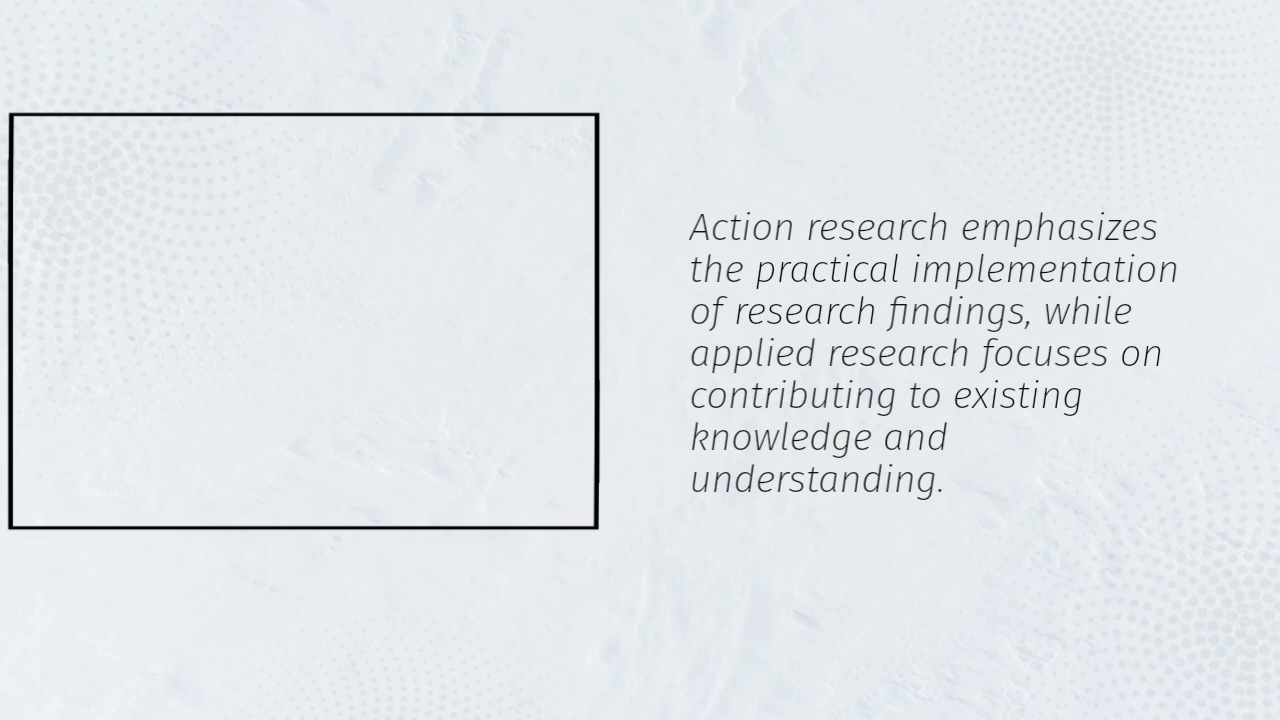 Action research emphasizes
the practical implementation
of research findings, while
applied research focuses on
contributing to existing
knowledge and
understanding.